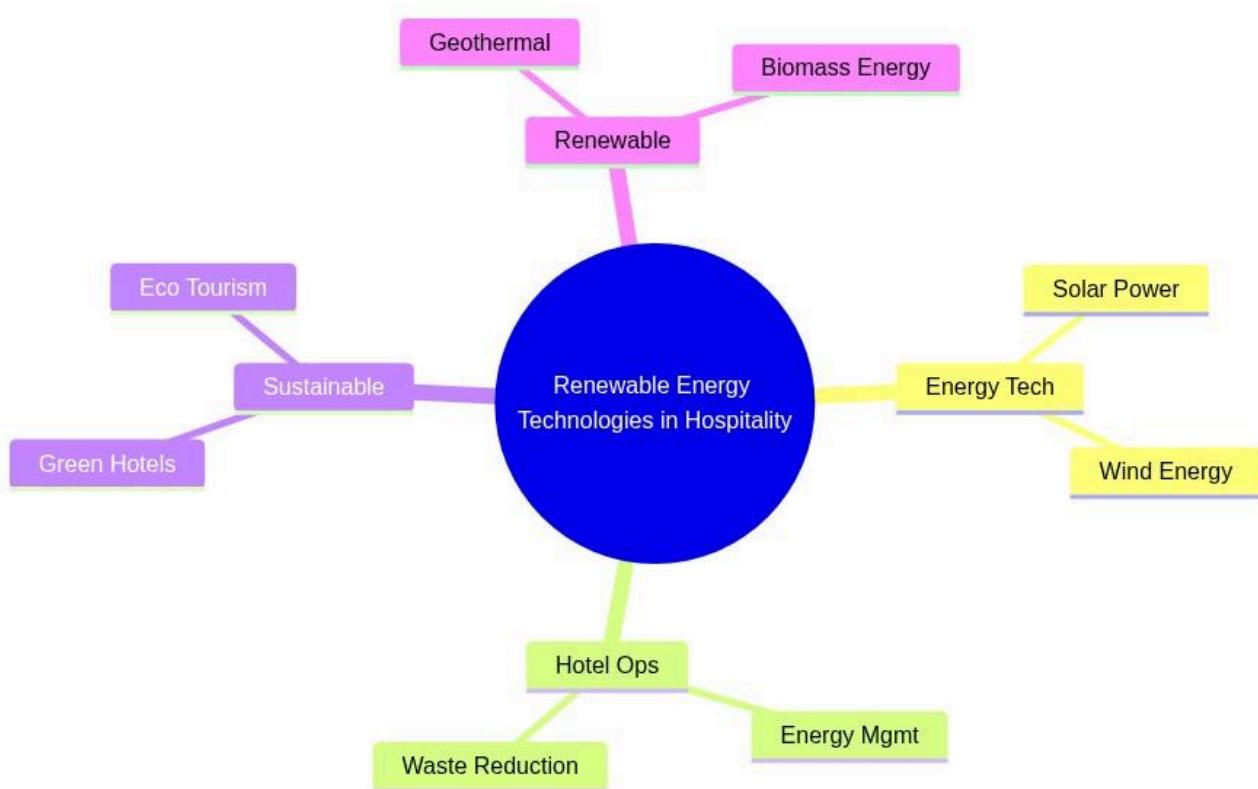 Geothermal
Biomass Energy
Renewable
Eco Tourism
Solar Power
Sustainable
Renewable Energy
Technologies in Hospitality
Energy Tech
Green Hotels
Wind Energy
Hotel Ops
Energy Mgmt
Waste Reduction